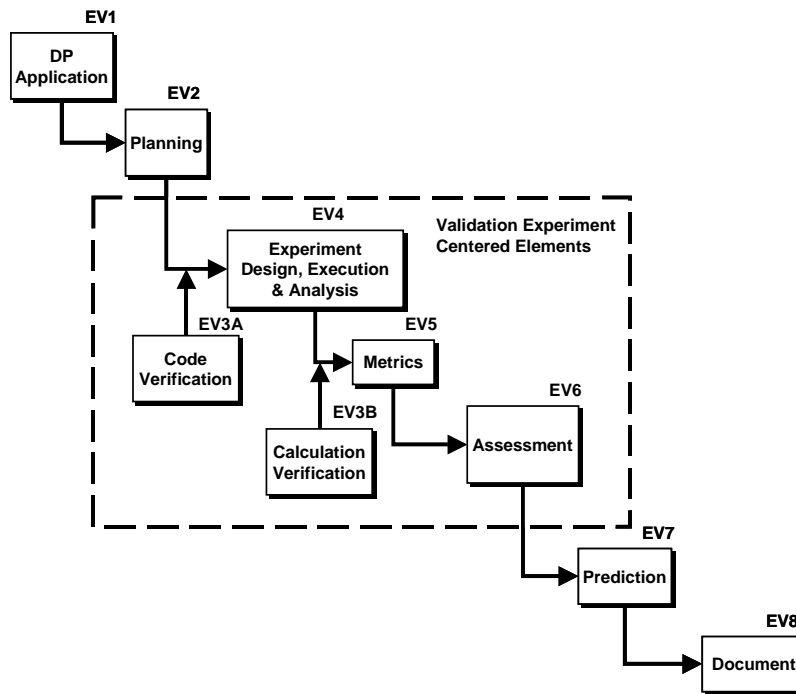 EV1
DP
Application
EV2
Planning
EV4
Validation Experiment
Centered Elements
Experiment
Design, Execution
& Analysis
EV3A
Code
Verification
EV5
Metrics
EV3B
Calculation
Verification
EV6
Assessment
EV7
Prediction
EV8
Document